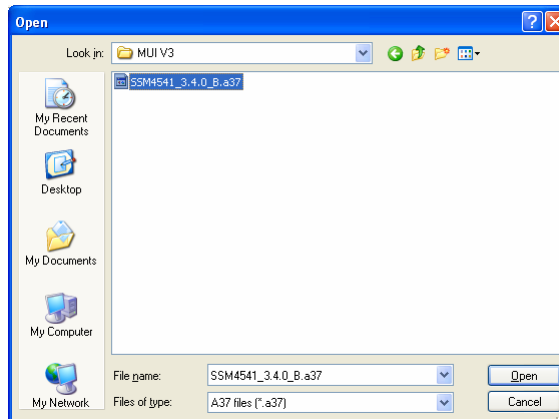 Open
Look in: MUI V3
SSM4541_3.4.0_B.a37
My Recent
Documents
Desktop
My Documents
My Computer
My Network
File name: SSM4541_3.4.0_B.a37 Open
Files of type: A37 files (*.a37) Cancel